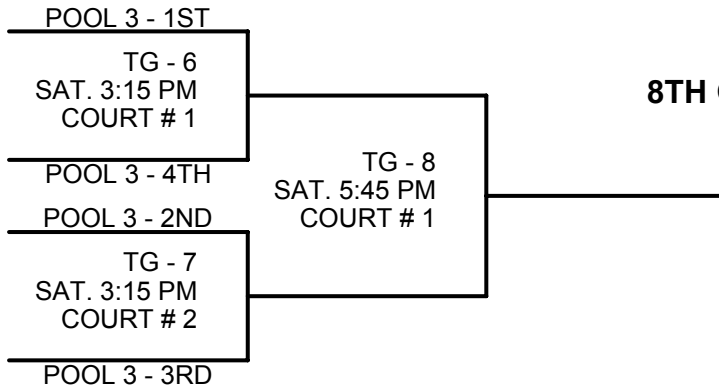 POOL 3 - 1ST
TG - 6
SAT. 3:15 PM
COURT # 1
POOL 3 - 4TH
POOL 3 - 2ND
TG - 7
SAT. 3:15 PM
COURT # 2
POOL 3 - 3RD
TG - 8
SAT. 5:45 PM
COURT # 1
8TH